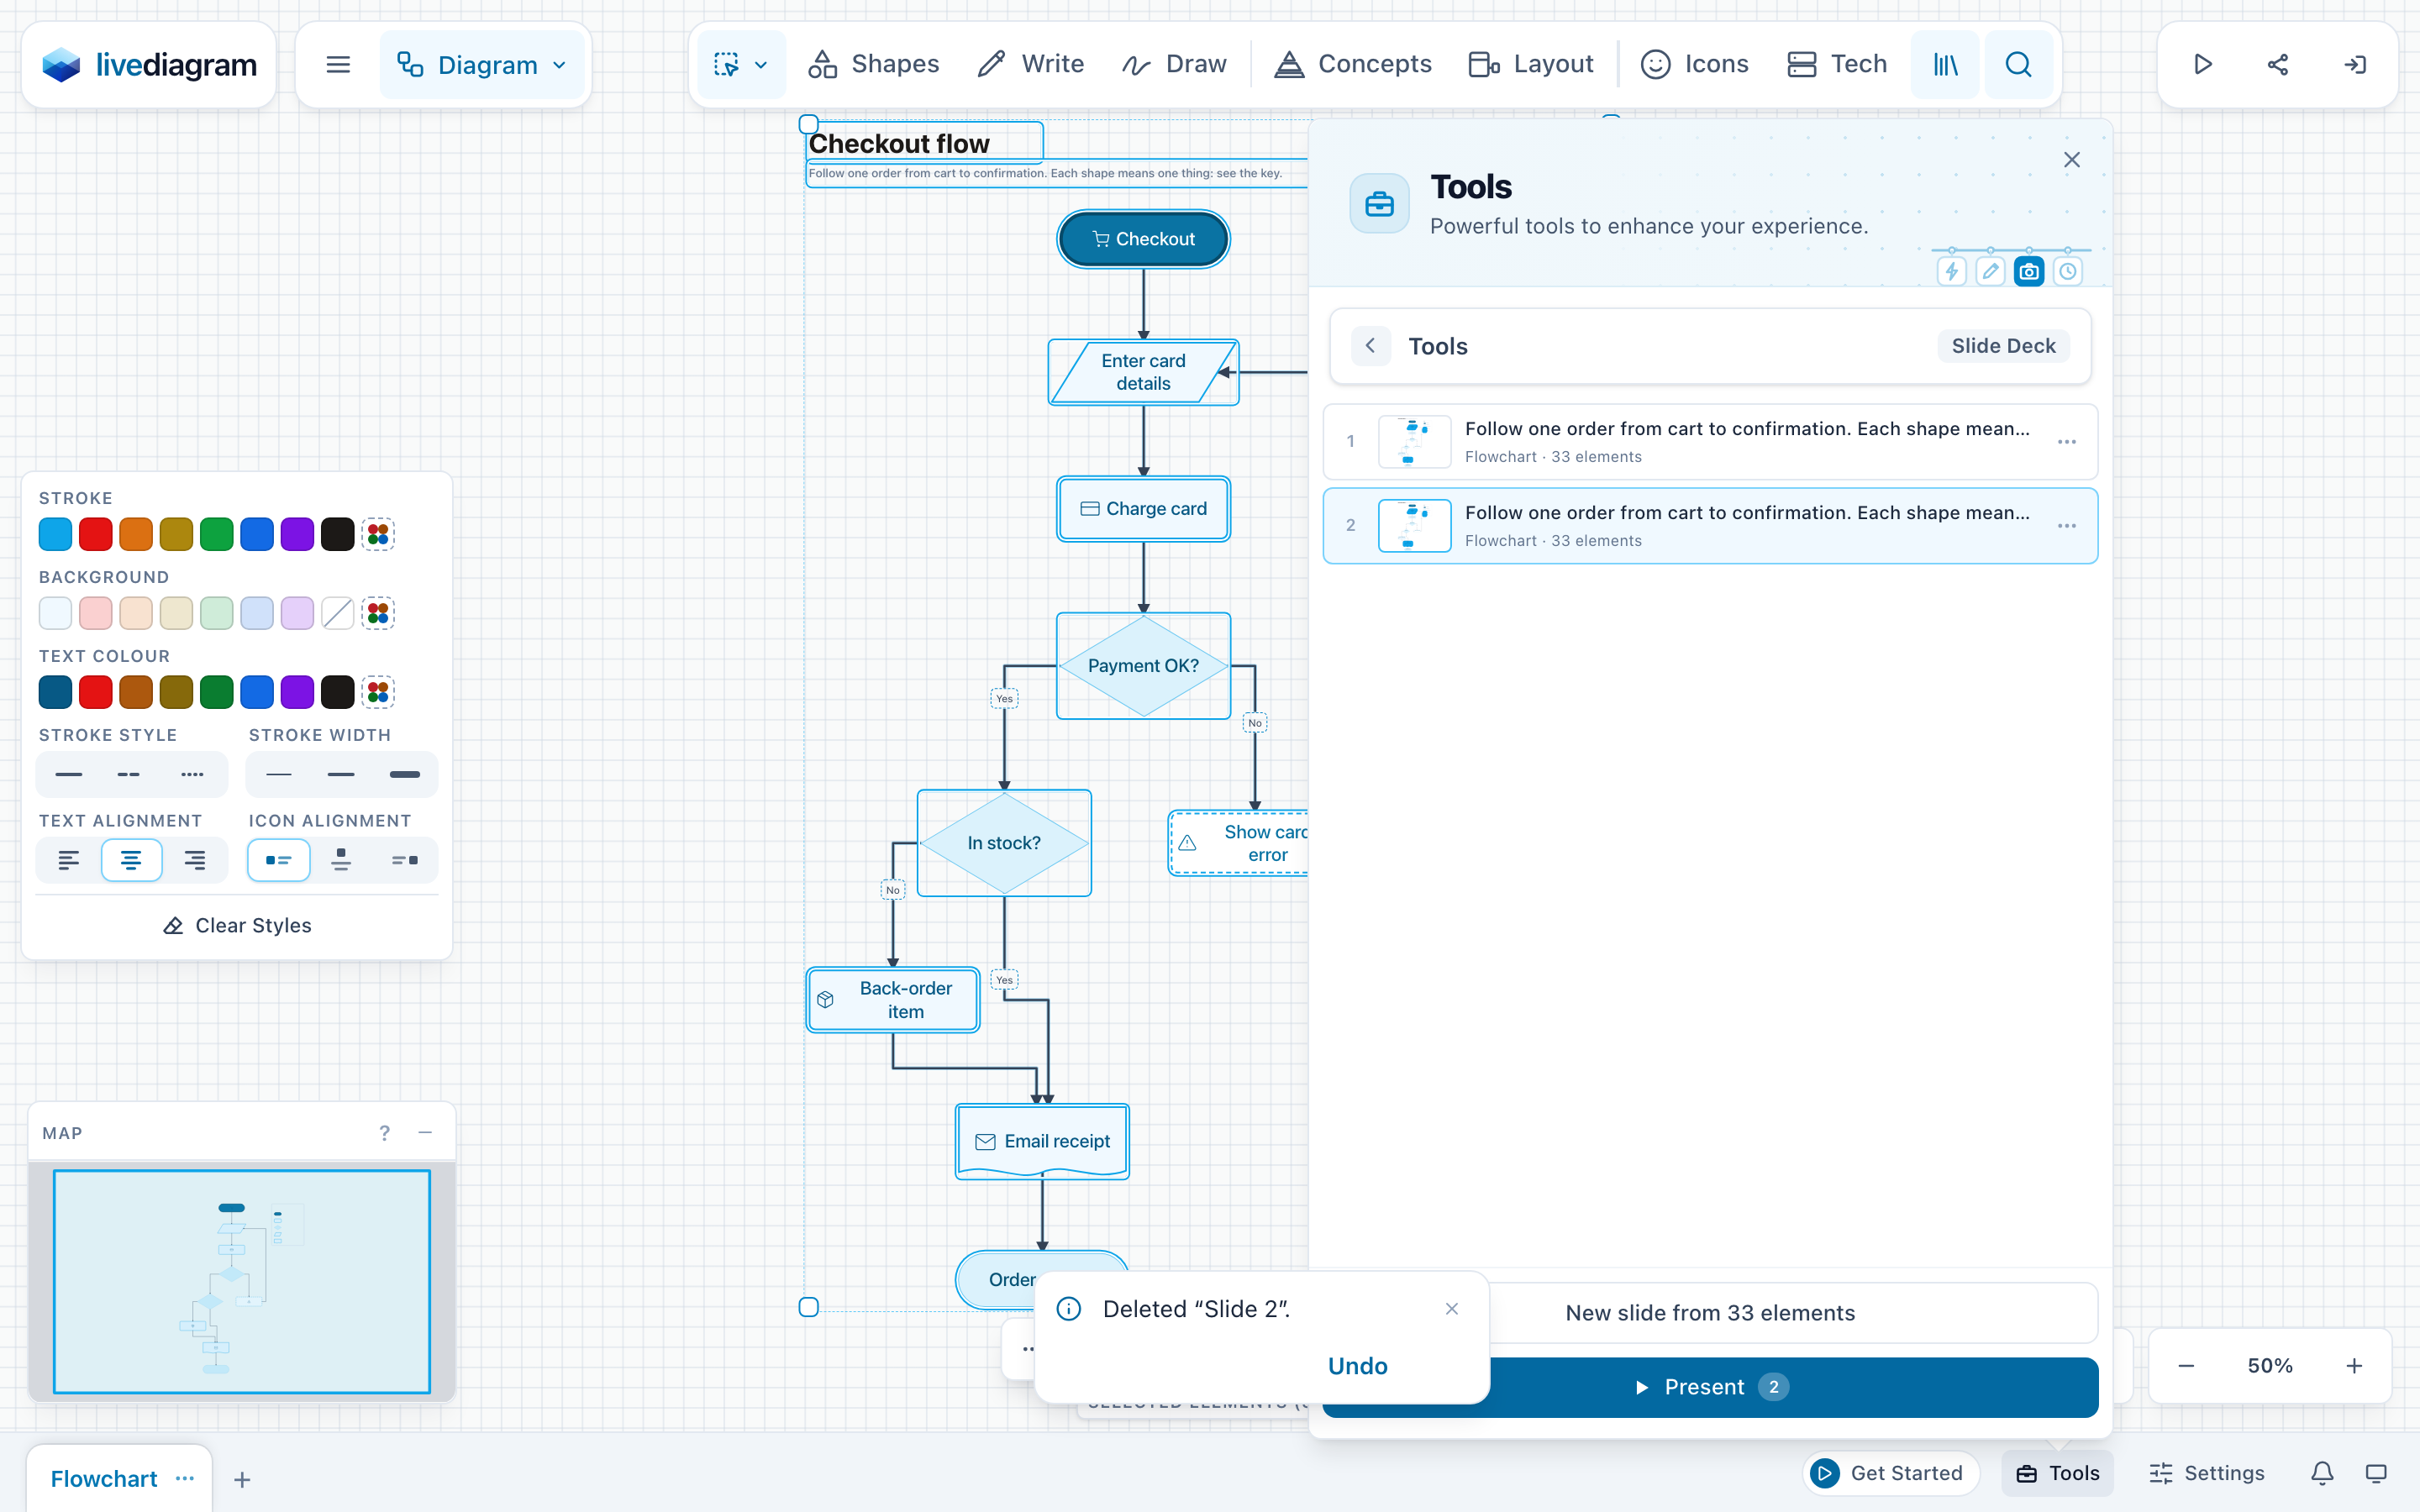 livediagram
Diagram
Shapes
Write
Draw
Concepts
Layout
Icons
Tech
Checkout flow
Follow one order from cart to confirmation. Each shape means one thing: see the key.
Checkout
Enter card
details
Charge card
Payment OK?
Yes
No
In stock?
Show card
error
No
Yes
Back-order
item
Email receipt
Order
STROKE
BACKGROUND
TEXT COLOUR
STROKE STYLE
STROKE WIDTH
TEXT ALIGNMENT
ICON ALIGNMENT
Clear Styles
MAP
?
Tools
Powerful tools to enhance your experience.
Tools
Slide Deck
1
Follow one order from cart to confirmation. Each shape mean...
Flowchart · 33 elements
2
Follow one order from cart to confirmation. Each shape mean...
Flowchart · 33 elements
New slide from 33 elements
Present 2
Deleted “Slide 2”.
Undo
SELECTED ELEMENTS
50%
Flowchart
Get Started
Tools
Settings